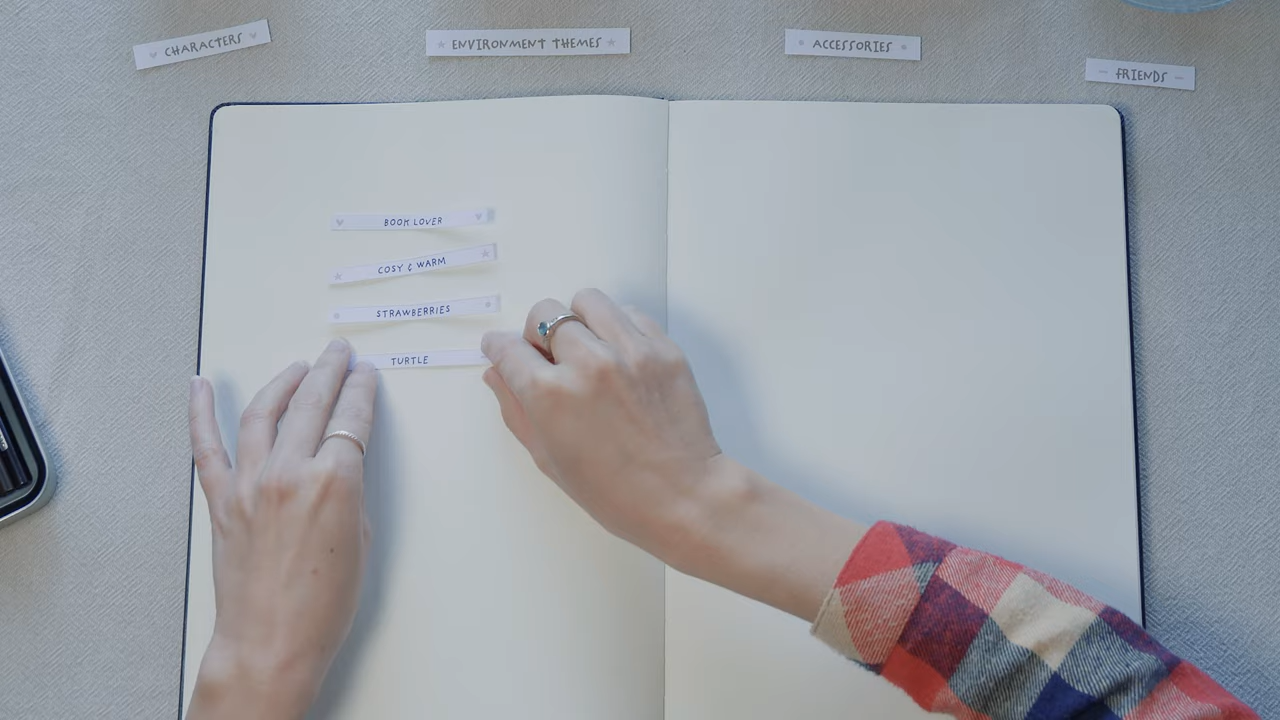 CHARACTERS
ENVIRONMENT THEMES
ACCESSORIES
FRIENDS
BOOK LOVER
COSY & WARM
STRAWBERRIES
TURTLE